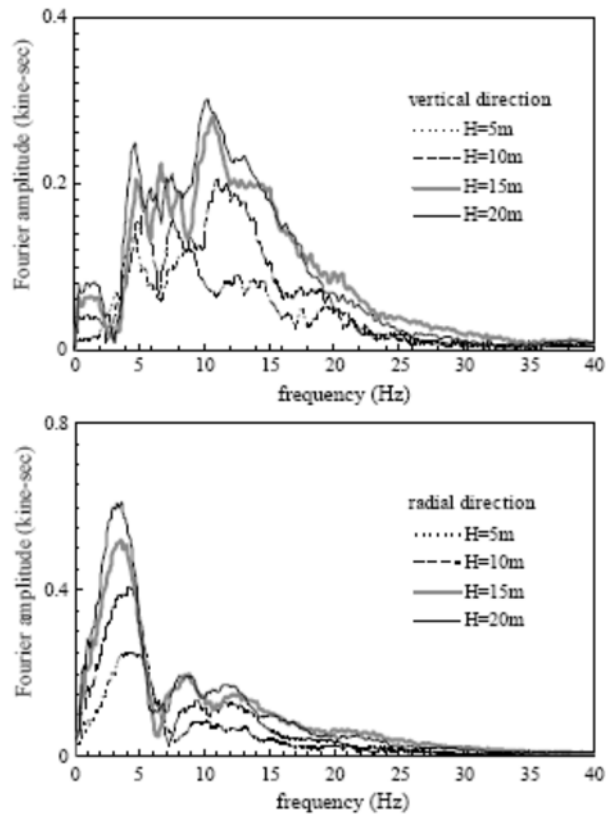 0.4
vertical direction
H=5m
H=10m
0.2
H=15m
H=20m
Fourier amplitude (kine-sec)
0
0 5 10 15 20 25 30 35 40
frequency (Hz)
0.8
radial direction
H=5m
H=10m
0.4
H=15m
H=20m
Fourier amplitude (kine-sec)
0
0 5 10 15 20 25 30 35 40
frequency (Hz)